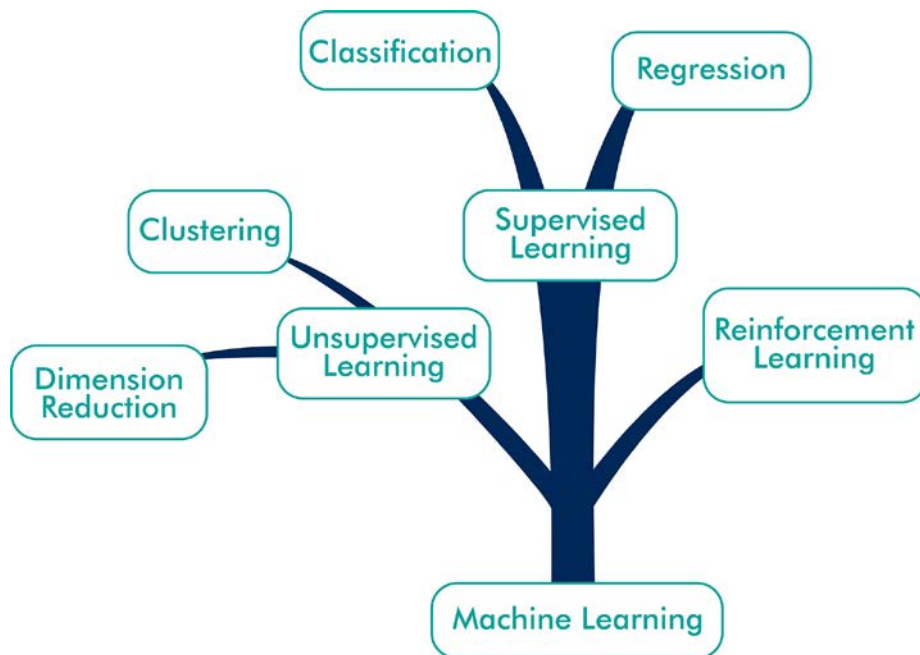 Classification
Regression
Clustering
Supervised
Learning
Unsupervised
Learning
Reinforcement
Learning
Dimension
Reduction
Machine Learning